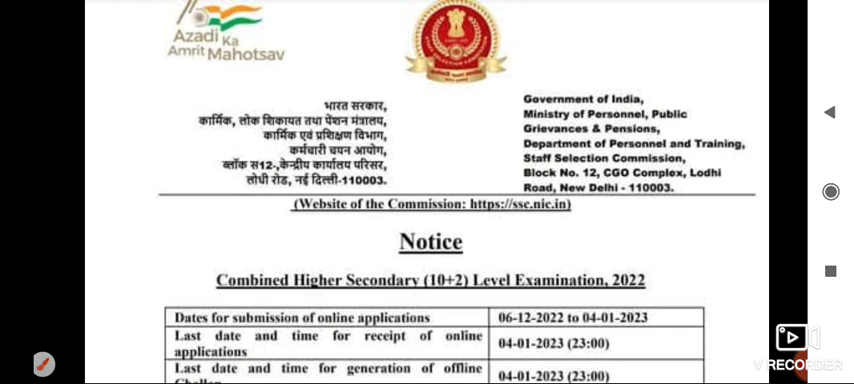 Azadi Ka
Amrit Mahotsav
भारत सरकार,
कार्मिक, लोक शिकायत तथा पेंशन मंत्रालय,
कार्मिक एवं प्रशिक्षण विभाग,
कर्मचारी चयन आयोग,
ब्लॉक स12-,केन्द्रीय कार्यालय परिसर,
लोधी रोड, नई दिल्ली-110003.
Government of India,
Ministry of Personnel, Public
Grievances & Pensions,
Department of Personnel and Training,
Staff Selection Commission,
Block No. 12, CGO Complex, Lodhi
Road, New Delhi - 110003.
(Website of the Commission: https://ssc.nic.in)
Notice
Combined Higher Secondary (10+2) Level Examination, 2022
Dates for submission of online applications 06-12-2022 to 04-01-2023
Last date and time for receipt of online
applications 04-01-2023 (23:00)
Last date and time for generation of offline
04-01-2023 (23:00)
V RECORDER